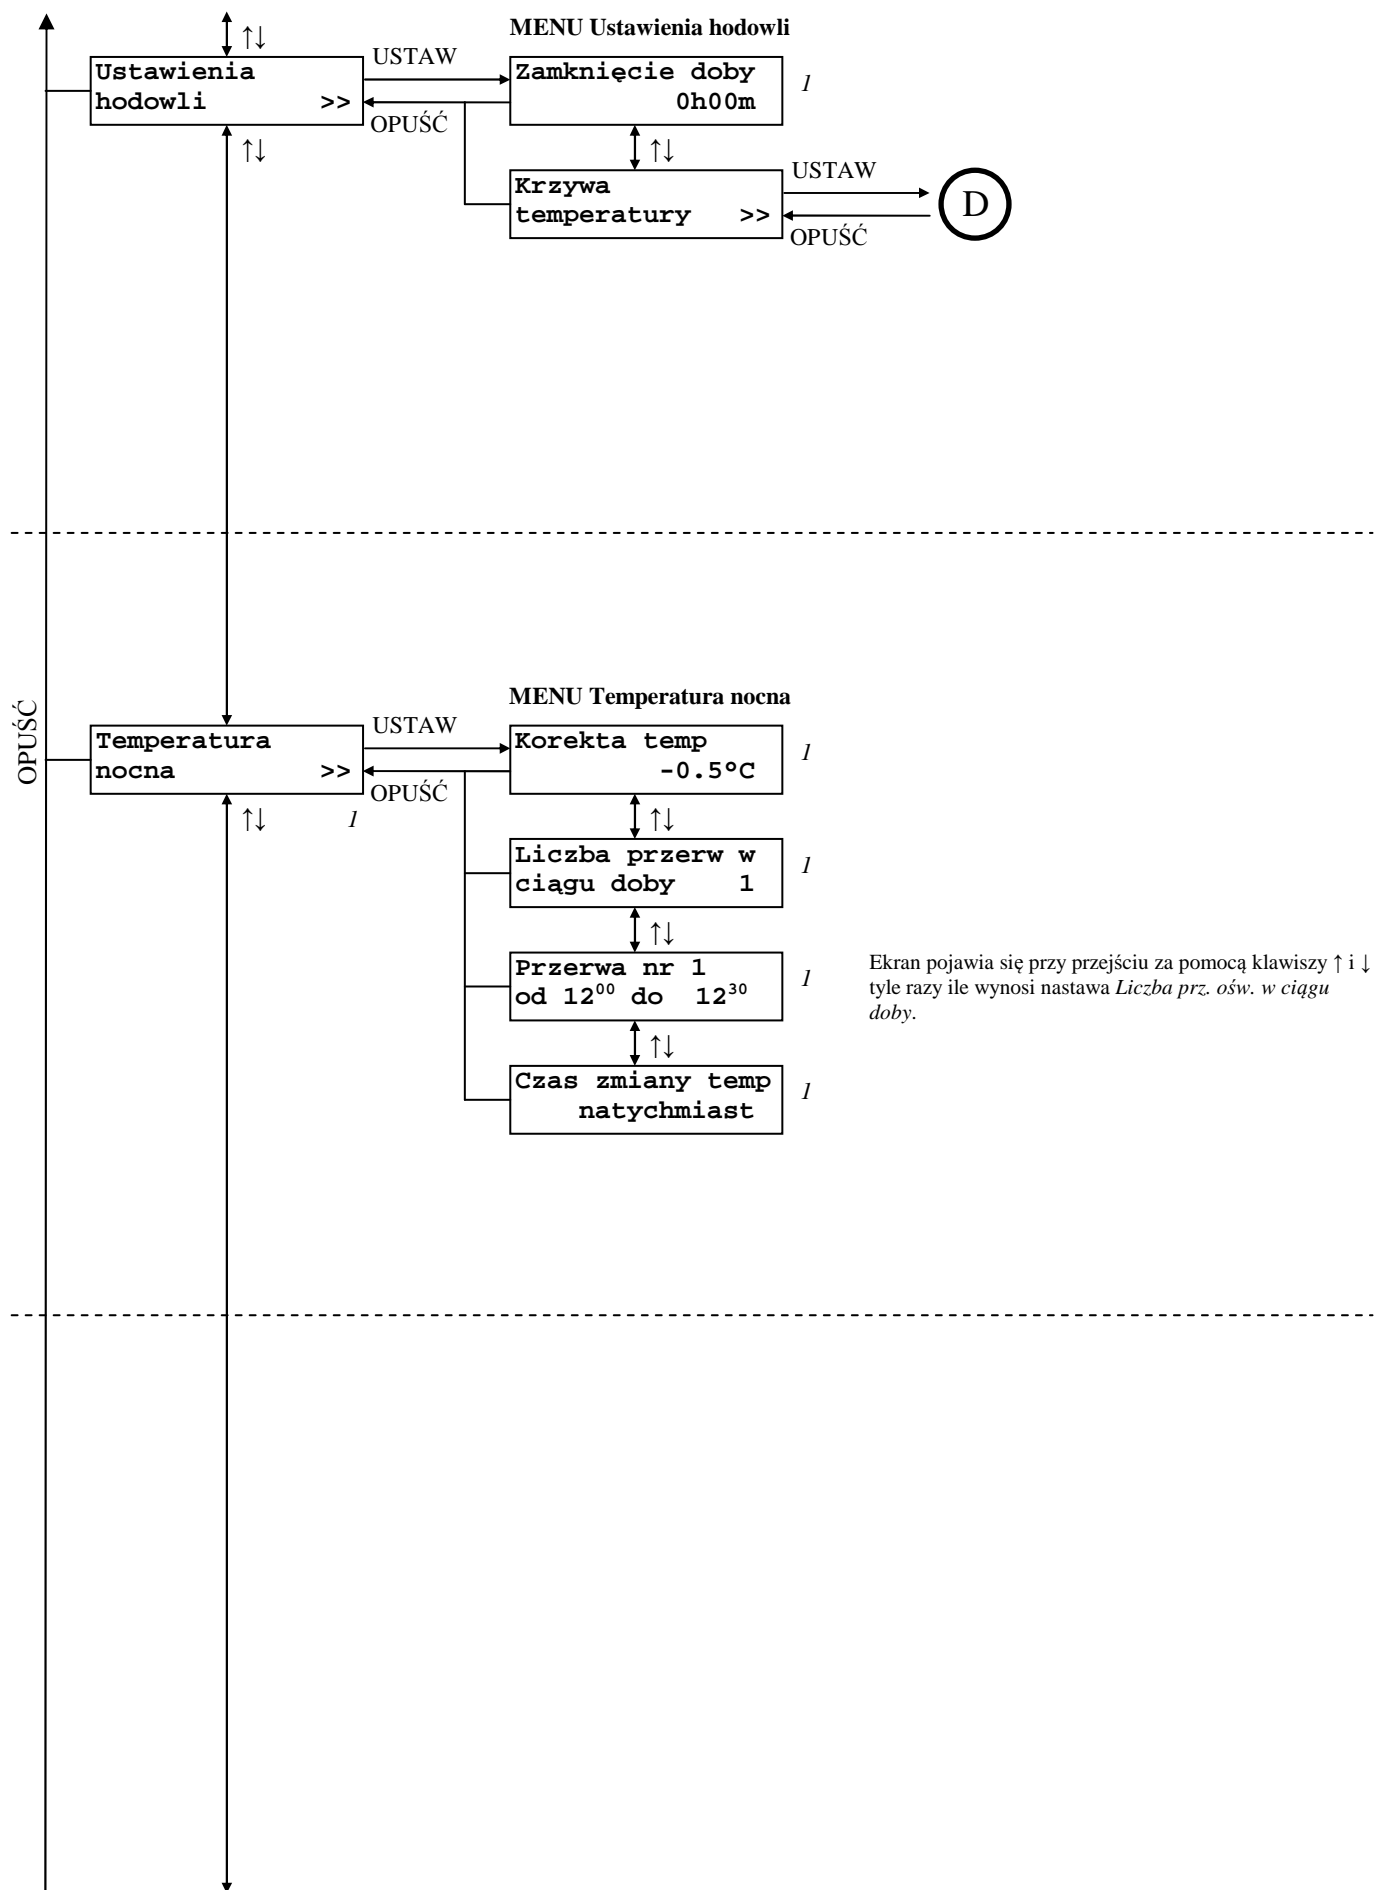 MENU Ustawienia hodowli
↑↓
Ustawienia
hodowli >>
USTAW
OPUŚĆ
Zamknięcie doby
0h00m
1
↑↓
↑↓
Krzywa
temperatury >>
USTAW
OPUŚĆ
D
OPUŚĆ
MENU Temperatura nocna
Temperatura
nocna >>
USTAW
OPUŚĆ
↑↓ 1
Korekta temp
-0.5°C
1
↑↓
Liczba przerw w
ciągu doby 1
1
↑↓
Przerwa nr 1
od 12⁰⁰ do 12³⁰
1
Ekran pojawia się przy przejściu za pomocą klawiszy ↑ i ↓
tyle razy ile wynosi nastawa Liczba prz. ośw. w ciągu
doby.
↑↓
Czas zmiany temp
natychmiast
1